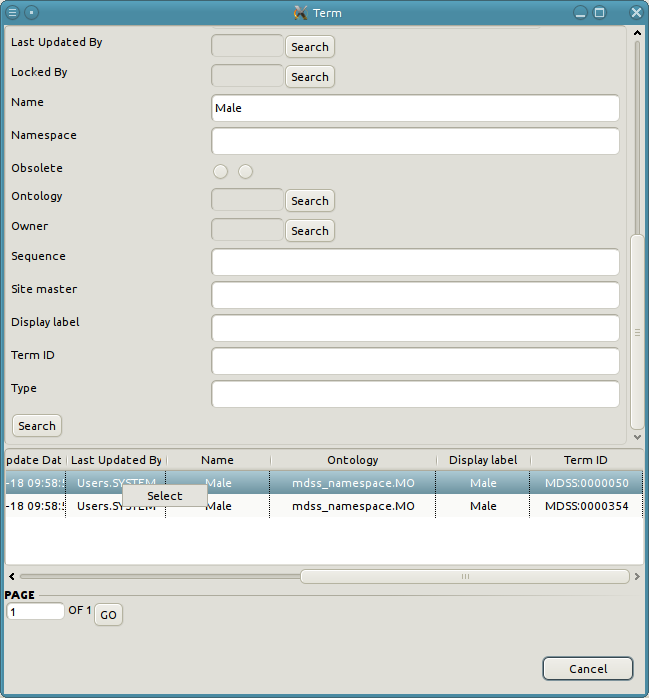 Term
Last Updated By Search
Locked By Search
Name Male
Namespace
Obsolete
Ontology Search
Owner Search
Sequence
Site master
Display label
Term ID
Type
Search
pdate Dat Last Updated By Name Ontology Display label Term ID
-18 09:58:5 Users.SYSTEM Male mdss_namespace.MO Male MDSS:0000050
Select
-18 09:58:5 Users.SYSTEM Male mdss_namespace.MO Male MDSS:0000354
PAGE
1 OF 1 GO
Cancel